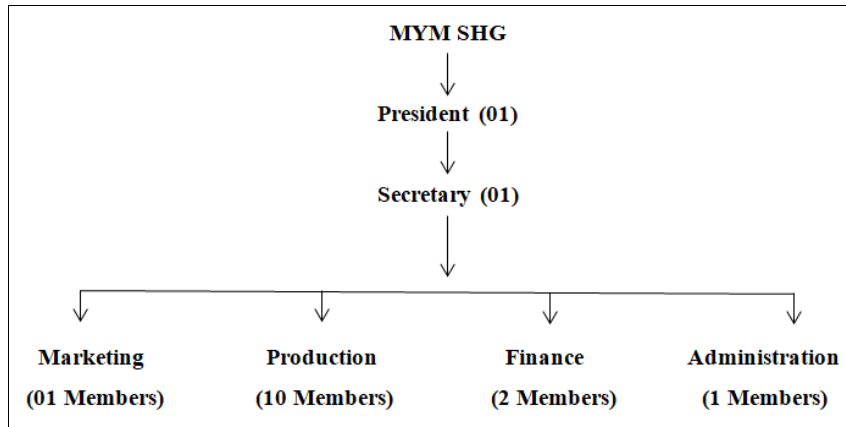 MYM SHG
President (01)
Secretary (01)
Marketing Production Finance Administration
(01 Members) (10 Members) (2 Members) (1 Members)